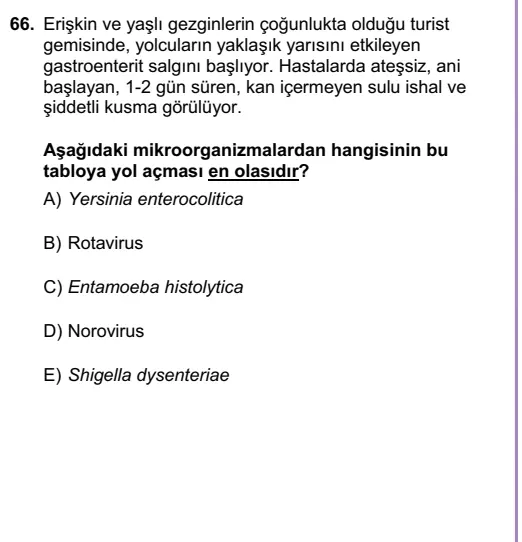 66. Erişkin ve yaşlı gezginlerin çoğunlukta olduğu turist
gemisinde, yolcuların yaklaşık yarısını etkileyen
gastroenterit salgını başlıyor. Hastalarda ateşsiz, ani
başlayan, 1-2 gün süren, kan içermeyen sulu ishal ve
şiddetli kusma görülüyor.
Aşağıdaki mikroorganizmalardan hangisinin bu
tabloya yol açması en olasıdır?
A) Yersinia enterocolitica
B) Rotavirus
C) Entamoeba histolytica
D) Norovirus
E) Shigella dysenteriae